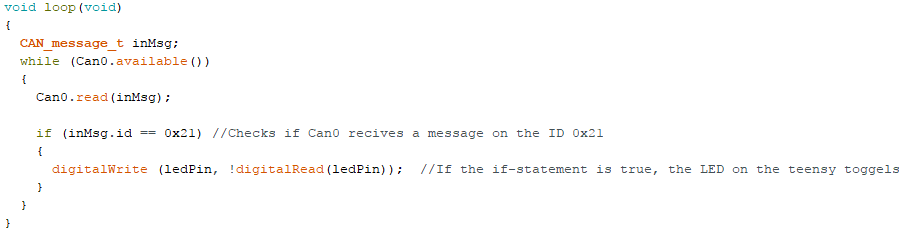 void loop(void)
{
  CAN_message_t inMsg;
  while (Can0.available())
  {
    Can0.read(inMsg);

    if (inMsg.id == 0x21) //Checks if Can0 recives a message on the ID 0x21
    {
      digitalWrite (ledPin, !digitalRead(ledPin));  //If the if-statement is true, the LED on the teensy toggels
    }
  }
}